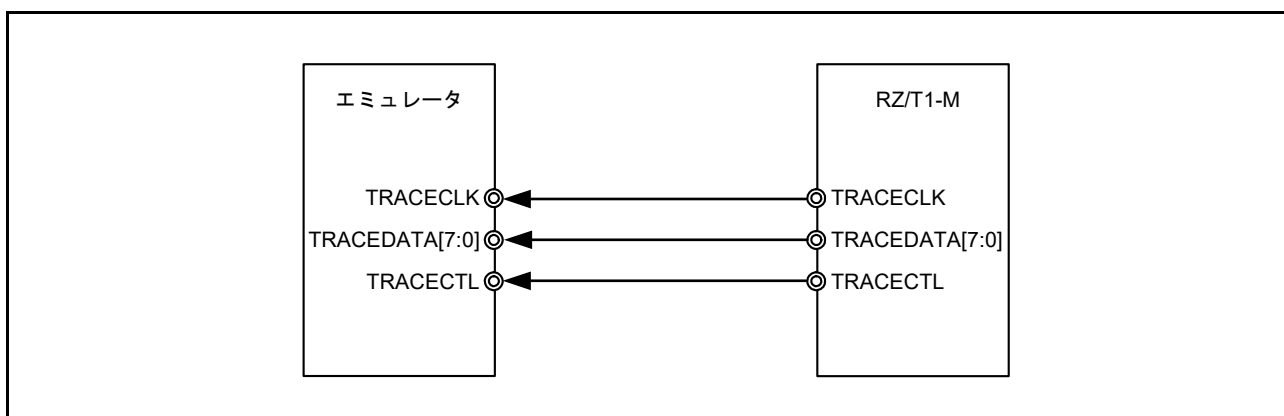 エミュレータ
TRACECLK
TRACEDATA[7:0]
TRACECTL
RZ/T1-M
TRACECLK
TRACEDATA[7:0]
TRACECTL